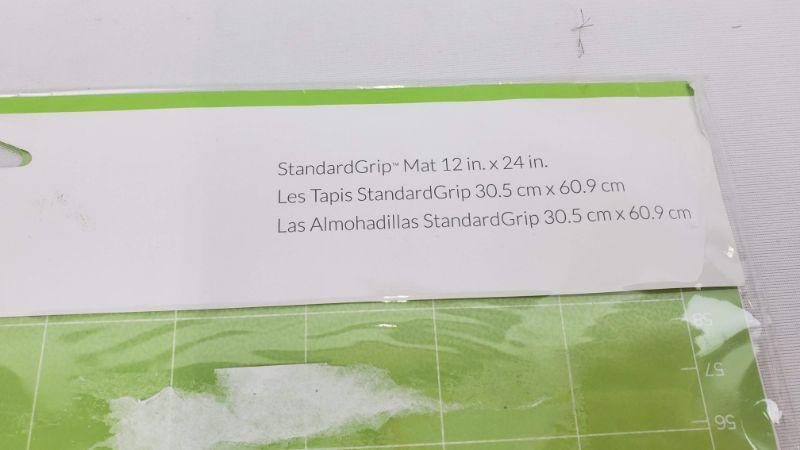 StandardGrip™ Mat 12 in. x 24 in.
Les Tapis StandardGrip 30.5 cm x 60.9 cm
Las Almohadillas StandardGrip 30.5 cm x 60.9 cm
58
57
56